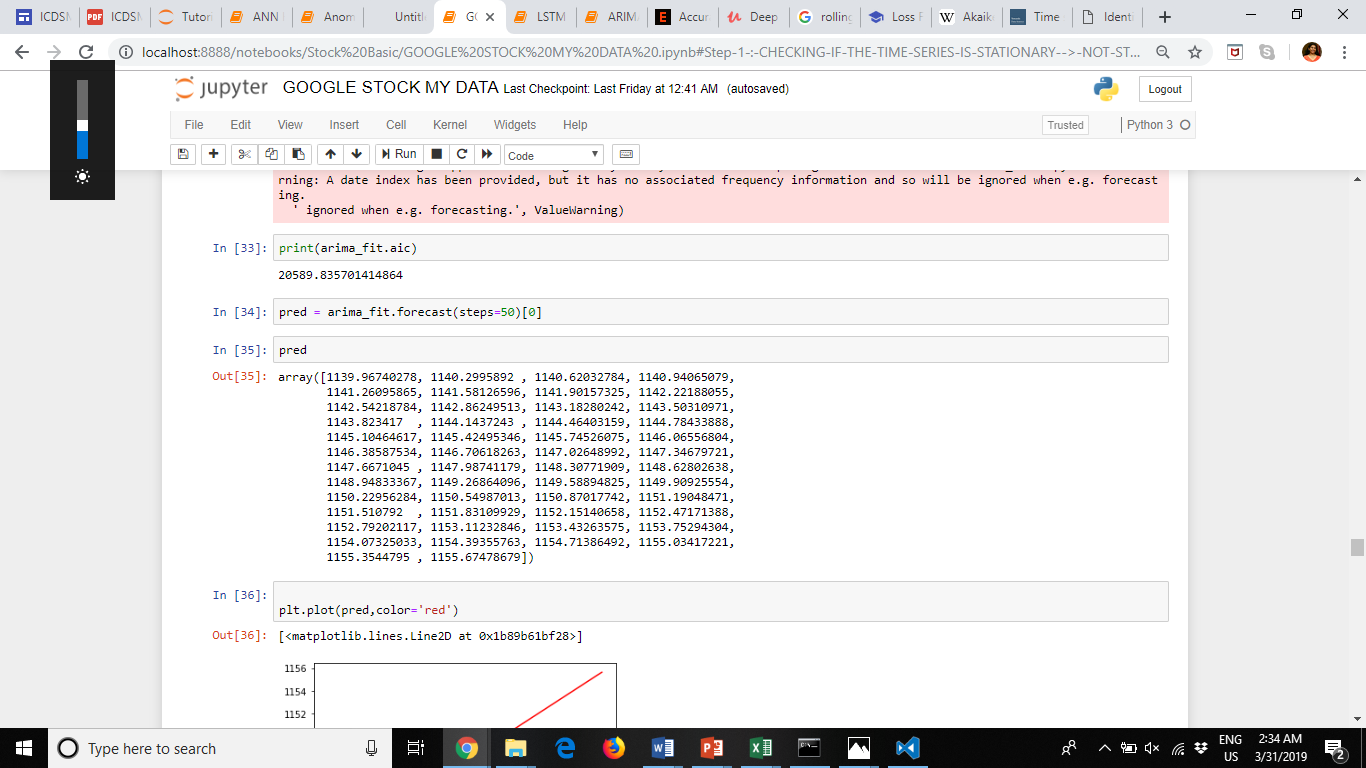 ICDSM
ICDSM
Tutor
ANN
Anom
Untitl
GO
LSTM
ARIMA
Accur
Deep
rolling
Loss F
Akaike
Time
Identi
localhost:8888/notebooks/Stock%20Basic/GOOGLE%20STOCK%20MY%20DATA%20.ipynb#Step-1-:-CHECKING-IF-THE-TIME-SERIES-IS-STATIONARY-->-NOT-ST...
jupyter GOOGLE STOCK MY DATA Last Checkpoint: Last Friday at 12:41 AM (autosaved)
Logout
File Edit View Insert Cell Kernel Widgets Help
Trusted
Python 3
Run
Code
rning: A date index has been provided, but it has no associated frequency information and so will be ignored when e.g. forecast
ing.
' ignored when e.g. forecasting.', ValueWarning)
In [33]: print(arima_fit.aic)
20589.835701414864
In [34]: pred = arima_fit.forecast(steps=50)[0]
In [35]: pred
Out[35]: array([1139.96740278, 1140.2995892 , 1140.62032784, 1140.94065079,
1141.26095865, 1141.58126596, 1141.90157325, 1142.22188055,
1142.54218784, 1142.86249513, 1143.18280242, 1143.50310971,
1143.823417  , 1144.1437243 , 1144.46403159, 1144.78433888,
1145.10464617, 1145.42495346, 1145.74526075, 1146.06556804,
1146.38587534, 1146.70618263, 1147.02648992, 1147.34679721,
1147.6671045 , 1147.98741179, 1148.30771909, 1148.62802638,
1148.94833367, 1149.26864096, 1149.58894825, 1149.90925554,
1150.22956284, 1150.54987013, 1150.87017742, 1151.19048471,
1151.510792  , 1151.83109929, 1152.15140658, 1152.47171388,
1152.79202117, 1153.11232846, 1153.43263575, 1153.75294304,
1154.07325033, 1154.39355763, 1154.71386492, 1155.03417221,
1155.3544795 , 1155.67478679])
In [36]:
plt.plot(pred,color='red')
Out[36]: [<matplotlib.lines.Line2D at 0x1b89b61bf28>]
1156
1154
1152
Type here to search
ENG
US
2:34 AM
3/31/2019
2